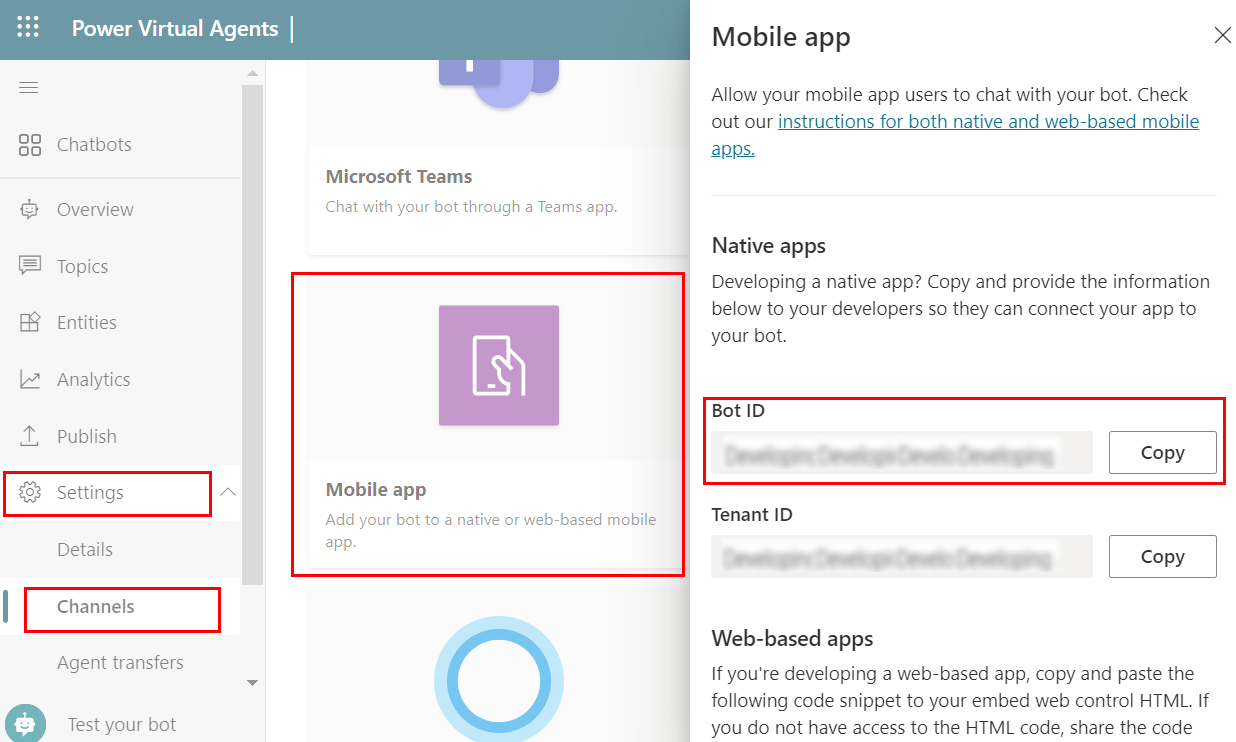 Power Virtual Agents
Chatbots
Overview
Topics
Entities
Analytics
Publish
Settings
Details
Channels
Agent transfers
Test your bot
Microsoft Teams
Chat with your bot through a Teams app.
Mobile app
Add your bot to a native or web-based mobile
app.
Mobile app
Allow your mobile app users to chat with your bot. Check
out our instructions for both native and web-based mobile
apps.
Native apps
Developing a native app? Copy and provide the information
below to your developers so they can connect your app to
your bot.
Bot ID
Copy
Tenant ID
Copy
Web-based apps
If you're developing a web-based app, copy and paste the
following code snippet to your embed web control HTML. If
you do not have access to the HTML code, share the code